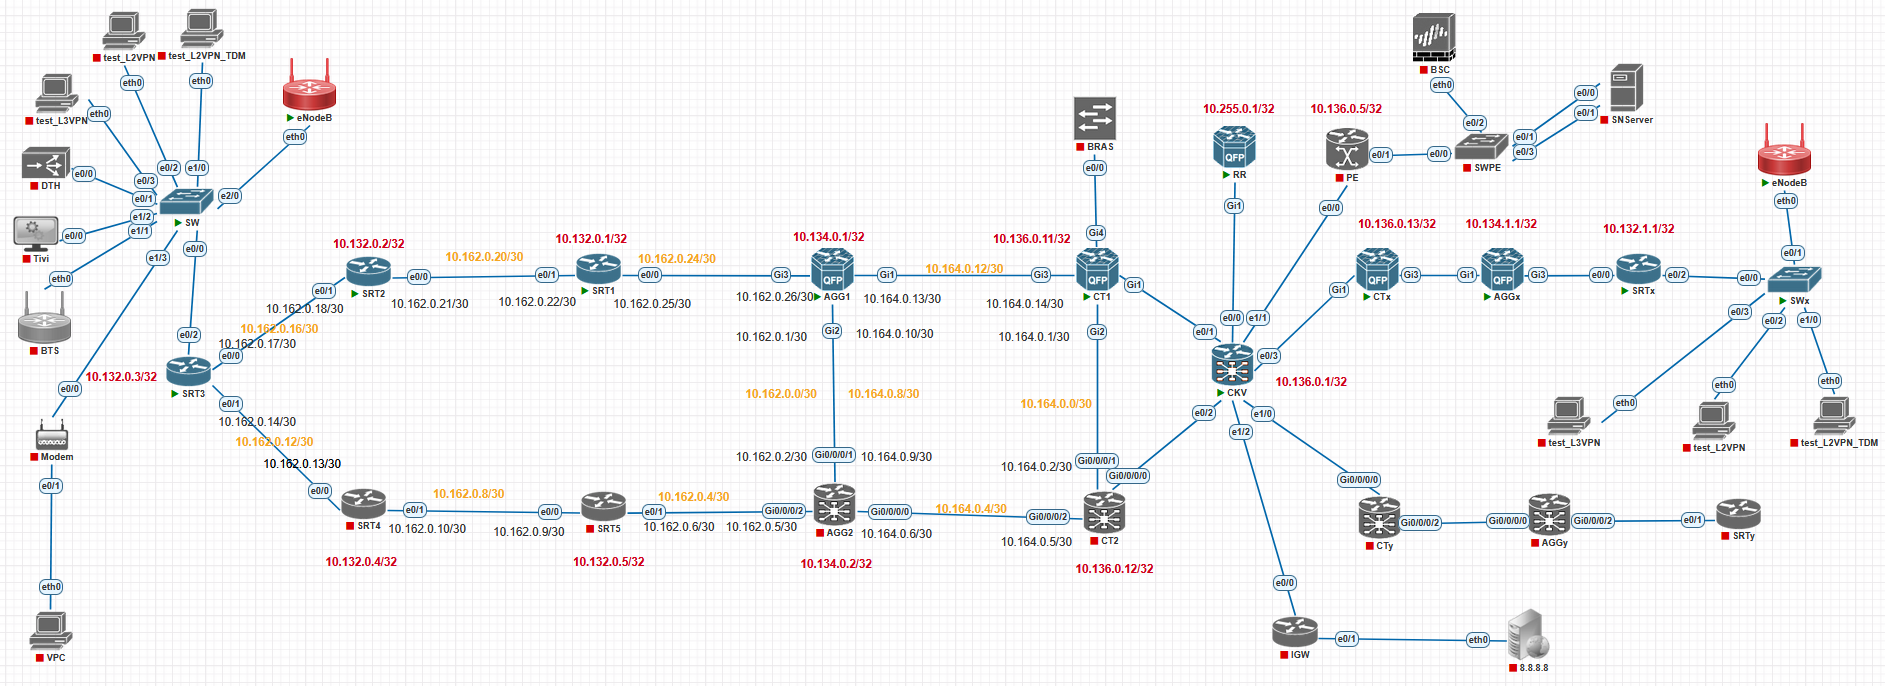 test_L2VPN
eth0
test_L2VPN_TDM
eth0
test_L3VPN
eth0
eNodeB
eth0
DTH
e0/0
e0/2
e1/0
e0/3
e0/1
e2/0
e1/2
e1/1
SW
e1/3
e0/0
Tivi
e0/0
eth0
BTS
e0/0
Modem
e0/1
eth0
VPC
10.132.0.3/32
e0/2
SRT3
e0/0
e0/1
10.162.0.17/30
10.162.0.16/30
10.162.0.18/30
e0/1
10.132.0.2/32
SRT2
e0/0
10.162.0.20/30
10.162.0.21/30
10.132.0.1/32
e0/1
10.162.0.22/30
SRT1
e0/0
10.162.0.24/30
10.162.0.25/30
10.134.0.1/32
Gi3
10.162.0.26/30
AGG1
Gi1
10.164.0.12/30
10.164.0.13/30
Gi2
10.162.0.1/30
10.164.0.10/30
10.162.0.0/30
10.164.0.8/30
Gi0/0/0/1
10.162.0.2/30
10.164.0.9/30
10.162.0.14/30
10.162.0.12/30
10.162.0.13/30
e0/0
SRT4
e0/1
10.162.0.8/30
10.162.0.10/30
10.132.0.4/32
e0/0
10.162.0.9/30
SRT5
e0/1
10.162.0.4/30
10.162.0.6/30
10.132.0.5/32
Gi0/0/0/2
10.162.0.5/30
AGG2
Gi0/0/0/0
10.164.0.4/30
10.164.0.6/30
10.134.0.2/32
BRAS
e0/0
Gi4
10.136.0.11/32
Gi3
10.164.0.14/30
CT1
Gi1
Gi2
10.164.0.1/30
10.164.0.0/30
10.164.0.2/30
Gi0/0/0/1
Gi0/0/0/0
Gi0/0/0/2
10.164.0.5/30
CT2
10.136.0.12/32
10.255.0.1/32
RR
Gi1
10.136.0.5/32
PE
e0/1
e0/0
e0/0
e1/1
e0/1
e0/3
CKV
10.136.0.1/32
e0/2
e1/0
e1/2
BSC
eth0
e0/2
e0/0
SWPE
e0/1
e0/3
e0/0
e0/1
SNServer
10.136.0.13/32
Gi1
CTx
Gi3
10.134.1.1/32
Gi1
AGGx
Gi3
10.132.1.1/32
e0/0
SRTx
e0/2
eNodeB
eth0
e0/1
e0/0
SWx
e0/3
e0/2
e1/0
eth0
test_L3VPN
eth0
test_L2VPN
eth0
test_L2VPN_TDM
Gi0/0/0/0
CTy
Gi0/0/0/2
Gi0/0/0/0
AGGy
Gi0/0/0/2
e0/1
SRTy
e0/0
IGW
e0/1
eth0
8.8.8.8